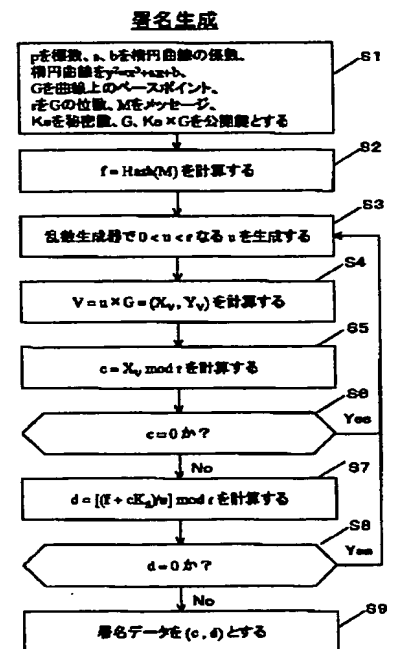 署名生成
S1
pを標数、a、bを楕円曲線の係数、
楕円曲線をy²=x³+ax+b、
Gを曲線上のベースポイント、
rをGの位数、Mをメッセージ、
Ksを秘密鍵、G、Ks×Gを公開鍵とする
S2
f = Hash(M) を計算する
S3
乱数生成器で 0 < u < r なる u を生成する
S4
V = u × G = (Xv, Yv) を計算する
S5
c = Xv mod r を計算する
S6
c = 0 か？
Yes
No
S7
d = [(f + cKs)/u] mod r を計算する
S8
d = 0 か？
Yes
No
S9
署名データを (c , d) とする